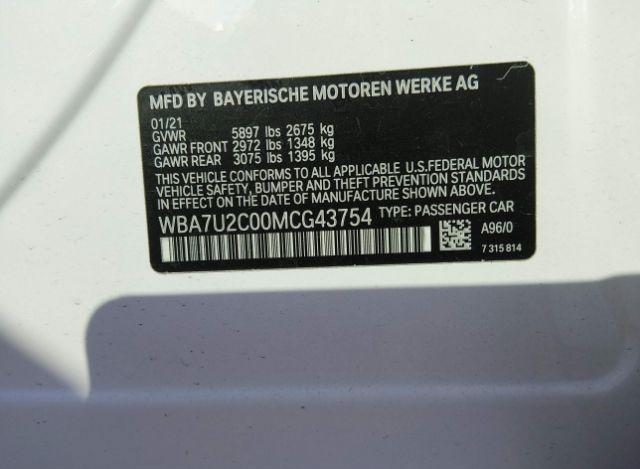 MFD BY BAYERISCHE MOTOREN WERKE AG
01/21
GVWR 5897 lbs 2675 kg
GAWR FRONT 2972 lbs 1348 kg
GAWR REAR 3075 lbs 1395 kg
THIS VEHICLE CONFORMS TO ALL APPLICABLE U.S.FEDERAL MOTOR
VEHICLE SAFETY, BUMPER, AND THEFT PREVENTION STANDARDS
IN EFFECT ON THE DATE OF MANUFACTURE SHOWN ABOVE.
WBA7U2C00MCG43754 TYPE: PASSENGER CAR
A96/0
7 315 814